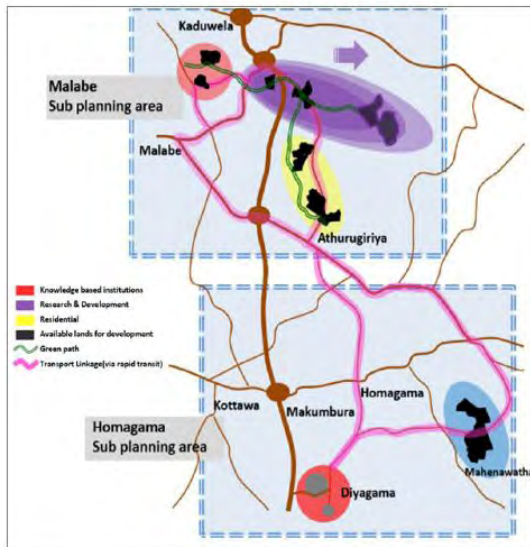 Kaduwela
Malabe
Sub planning area
Malabe
Athurugiriya
Knowledge based institutions
Research & Development
Residential
Available lands for development
Green path
Transport Linkage(via rapid transit)
Homagama
Kottawa
Makumbura
Homagama
Sub planning area
Mahenawatha
Diyagama